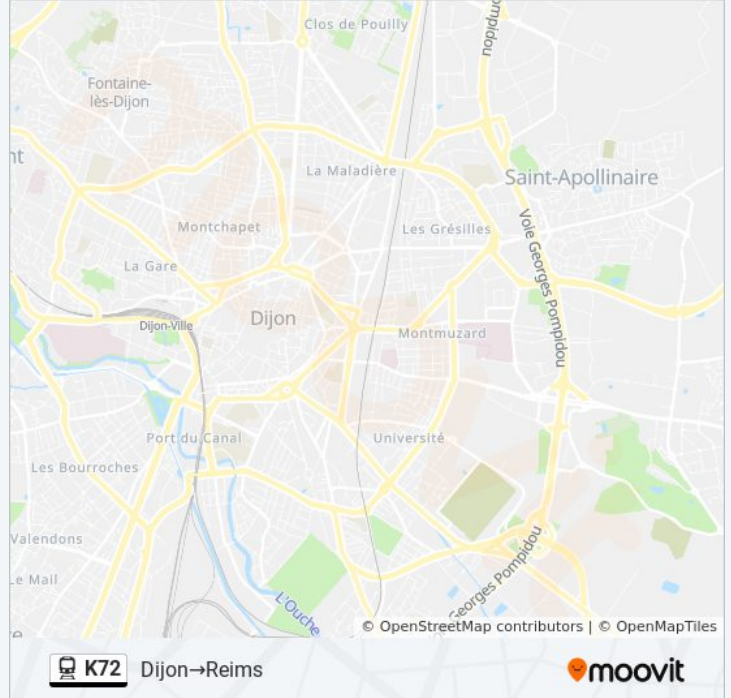 ompidou
Clos de Pouilly
Fontaine-
lès-Dijon
nt
La Maladière
Saint-Apollinaire
Montchapet
Les Grésilles
Voie Georges Pompidou
La Gare
Dijon-Ville
Dijon
Montmuzard
Port du Canal
Université
Les Bourroches
Valendons
Le Mail
Georges Pompidou
L'Ouche
re
© OpenStreetMap contributors | © OpenMapTiles
K72 Dijon→Reims
moovit